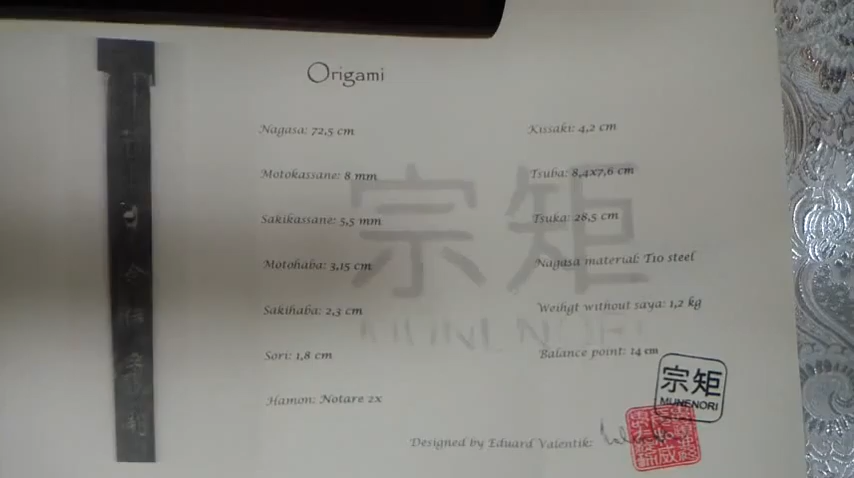 Origami
Nagasa: 72,5 cm
Motokassane: 8 mm
Sakikassane: 5,5 mm
Motohaba: 3,15 cm
Sakihaba: 2,3 cm
Sori: 1,8 cm
Hamon: Notare 2x
Kissaki: 4,2 cm
Tsuba: 8,4x7,6 cm
Tsuka: 28,5 cm
Nagasa material: T10 steel
Weihgt without saya: 1,2 kg
Balance point: 14 cm
宗矩
MUNENORI
宗矩
MUNENORI
Designed by Eduard Valentik: